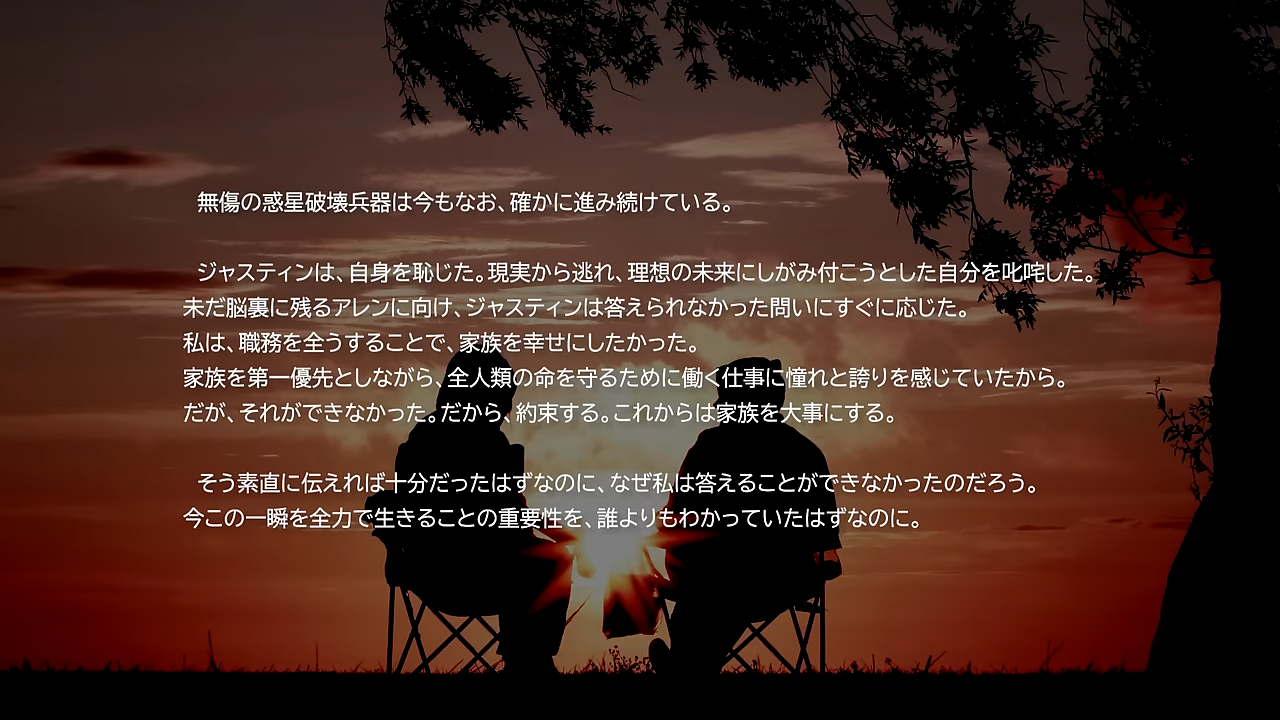 無傷の惑星破壊兵器は今もなお、確かに進み続けている。
ジャスティンは、自身を恥じた。現実から逃れ、理想の未来にしがみ付こうとした自分を叱咤した。
未だ脳裏に残るアレンに向け、ジャスティンは答えられなかった問いにすぐに応じた。
私は、職務を全うすることで、家族を幸せにしたかった。
家族を第一優先としながら、全人類の命を守るために働く仕事に憧れと誇りを感じていたから。
だが、それができなかった。だから、約束する。これからは家族を大事にする。
そう素直に伝えれば十分だったはずなのに、なぜ私は答えることができなかったのだろう。
今この一瞬を全力で生きることの重要性を、誰よりもわかっていたはずなのに。